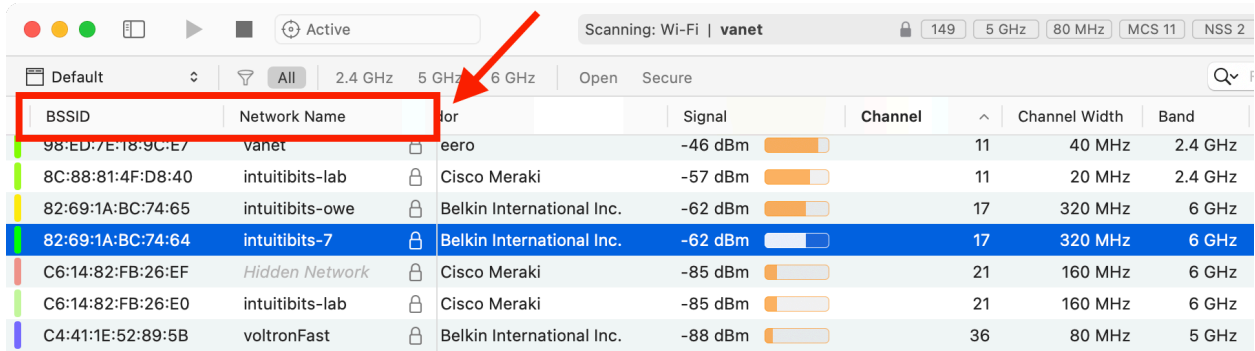 Active
Scanning: Wi-Fi | vanet
149 5 GHz 80 MHz MCS 11 NSS 2
Default
All 2.4 GHz 5 GHz 6 GHz Open Secure
BSSID Network Name dor Signal Channel Channel Width Band
98:ED:7E:18:9C:E7 vanet eero -46 dBm 11 40 MHz 2.4 GHz
8C:88:81:4F:D8:40 intuitibits-lab Cisco Meraki -57 dBm 11 20 MHz 2.4 GHz
82:69:1A:BC:74:65 intuitibits-owe Belkin International Inc. -62 dBm 17 320 MHz 6 GHz
82:69:1A:BC:74:64 intuitibits-7 Belkin International Inc. -62 dBm 17 320 MHz 6 GHz
C6:14:82:FB:26:EF Hidden Network Cisco Meraki -85 dBm 21 160 MHz 6 GHz
C6:14:82:FB:26:E0 intuitibits-lab Cisco Meraki -85 dBm 21 160 MHz 6 GHz
C4:41:1E:52:89:5B voltronFast Belkin International Inc. -88 dBm 36 80 MHz 5 GHz